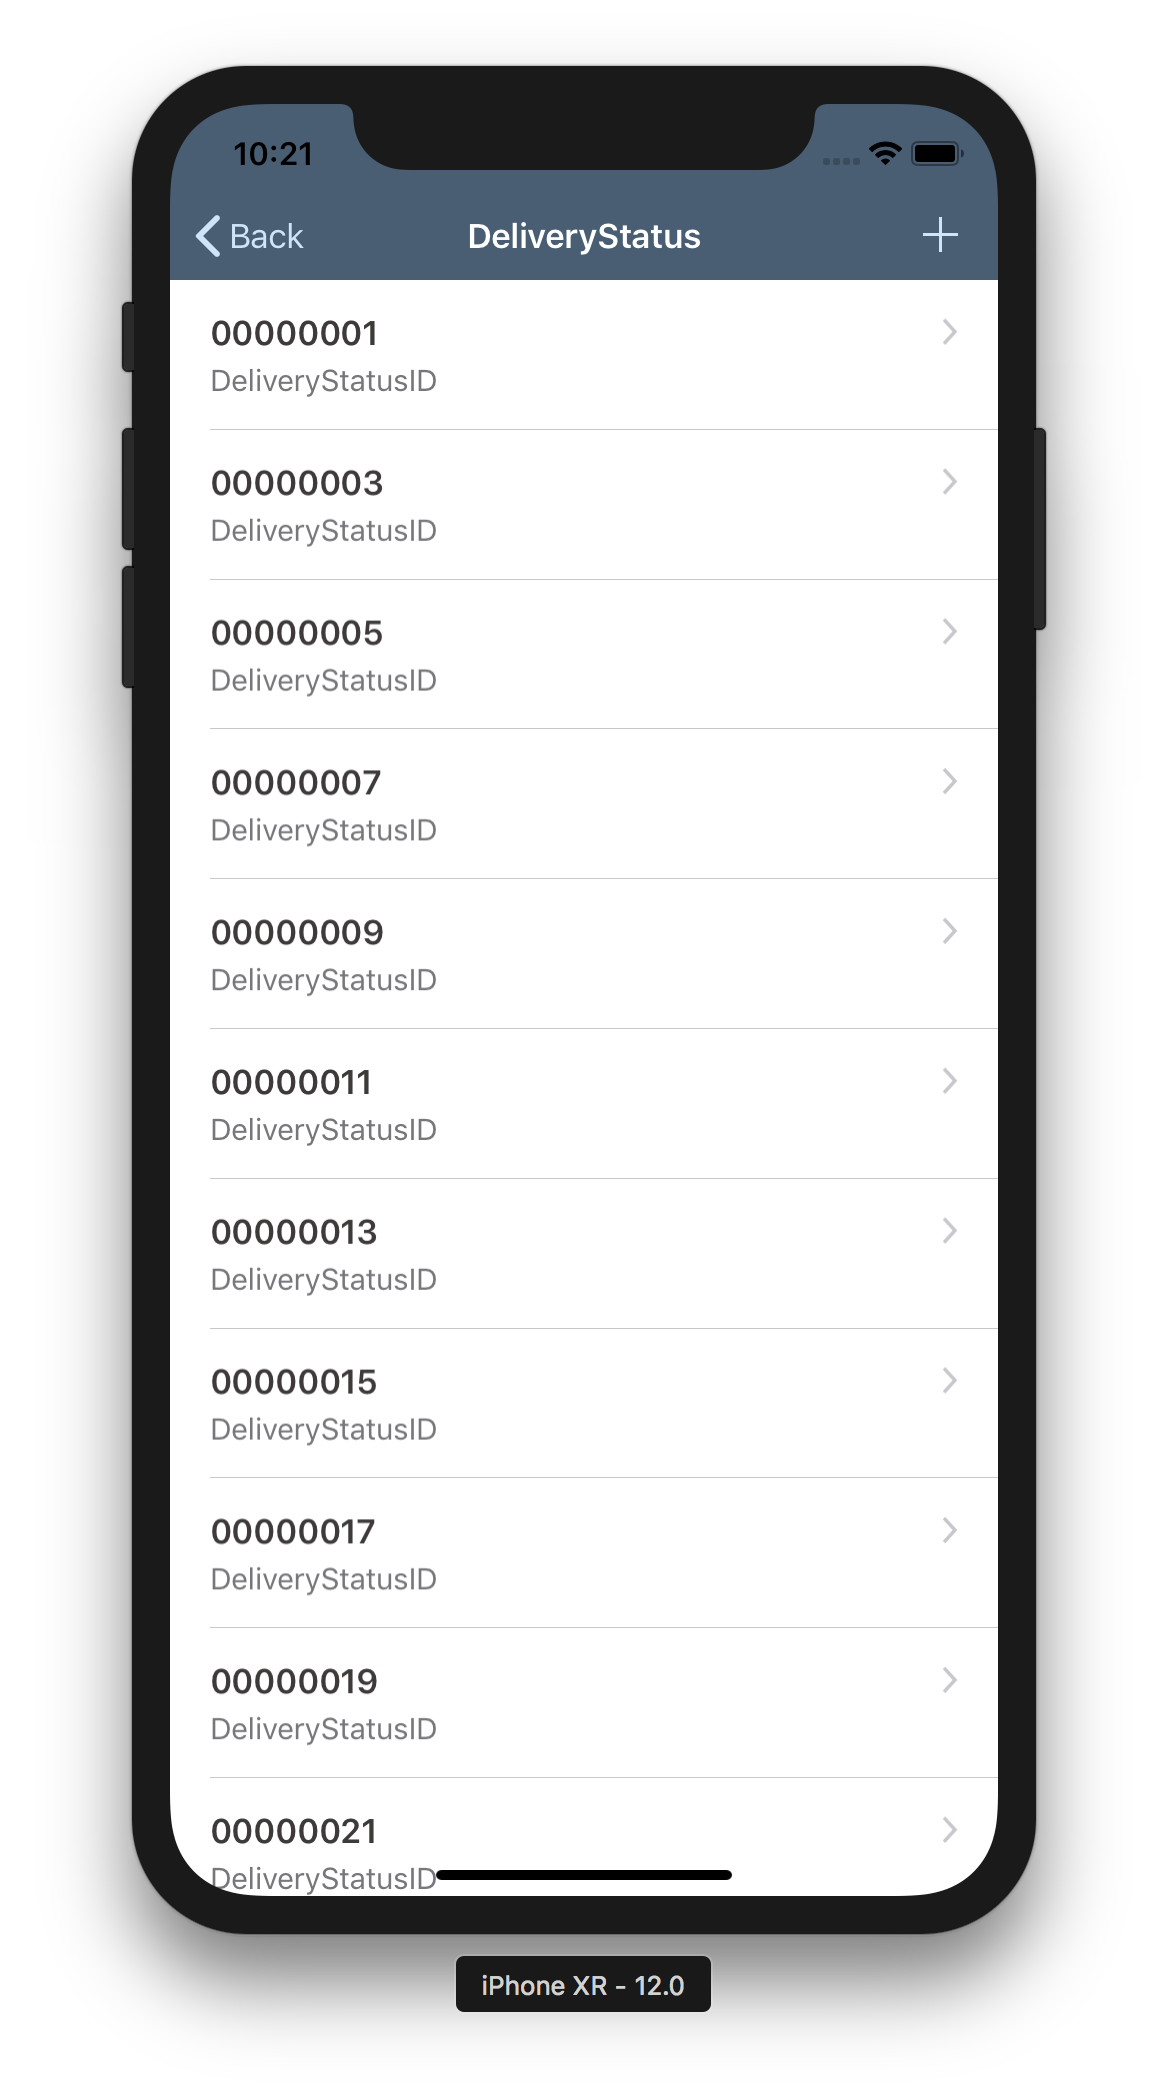 10:21
Back DeliveryStatus
00000001
DeliveryStatusID
00000003
DeliveryStatusID
00000005
DeliveryStatusID
00000007
DeliveryStatusID
00000009
DeliveryStatusID
00000011
DeliveryStatusID
00000013
DeliveryStatusID
00000015
DeliveryStatusID
00000017
DeliveryStatusID
00000019
DeliveryStatusID
00000021
DeliveryStatusID
iPhone XR - 12.0